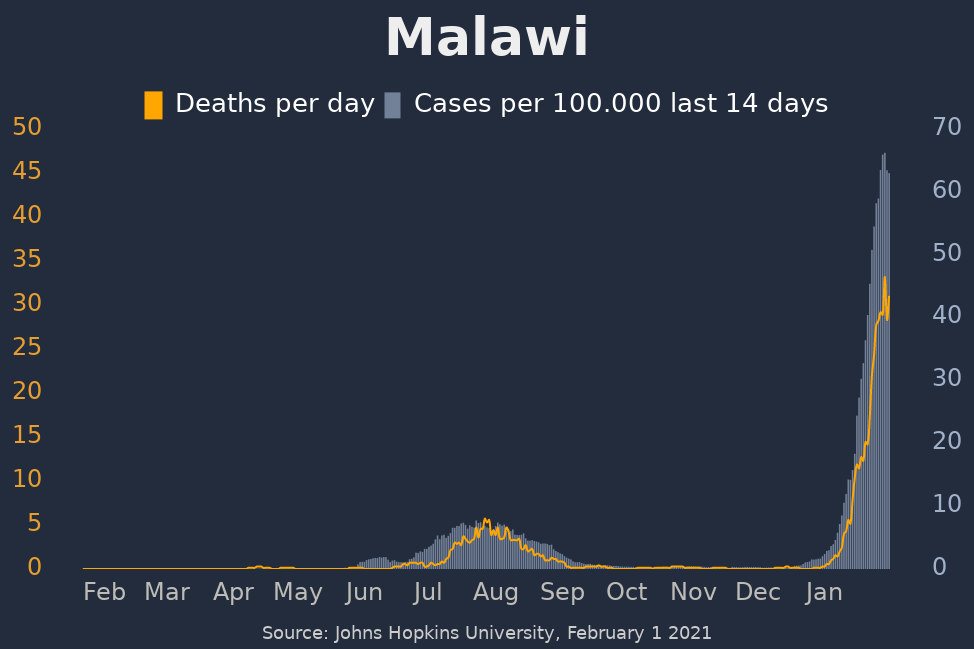 Malawi
Deaths per day Cases per 100.000 last 14 days
50 70
45
40 60
35 50
30 40
25
20 30
15 20
10
5 10
0 0
Feb Mar Apr May Jun Jul Aug Sep Oct Nov Dec Jan
Source: Johns Hopkins University, February 1 2021